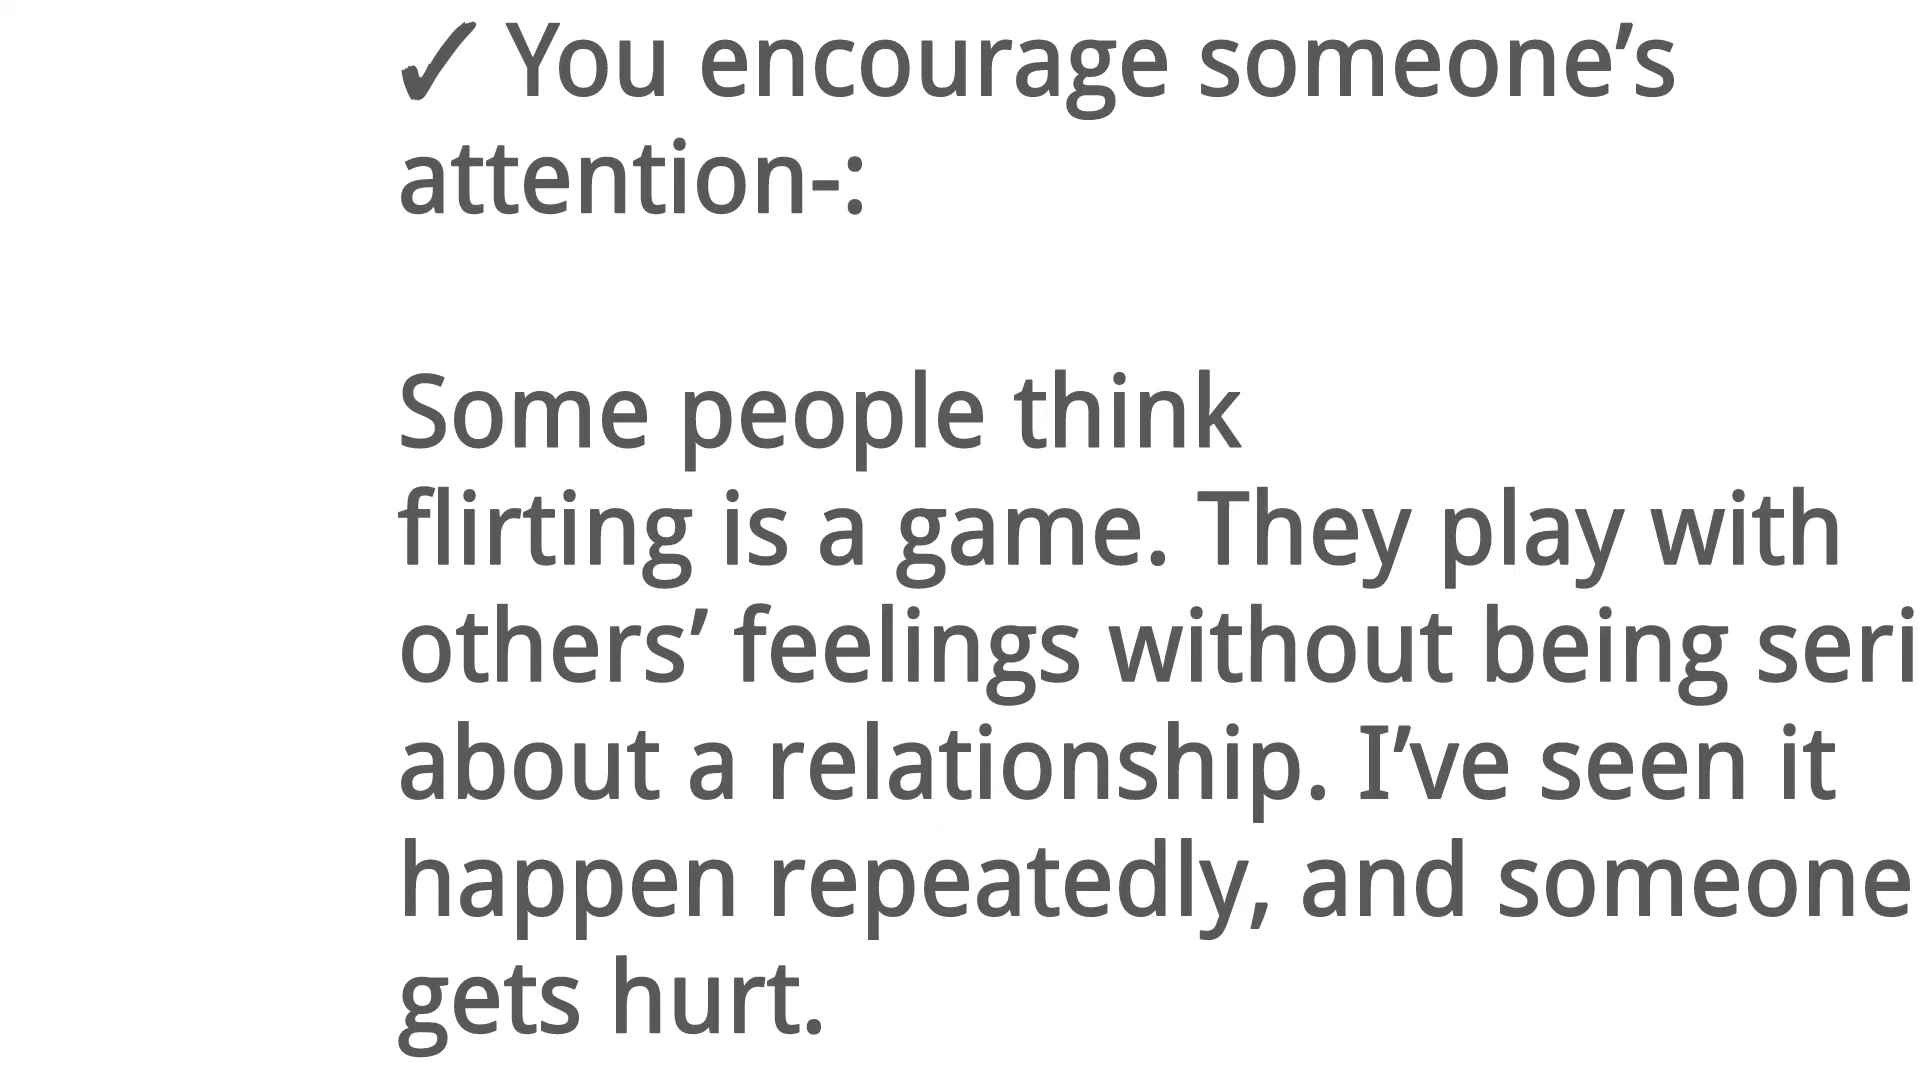 ✓ You encourage someone’s
attention-:
Some people think
flirting is a game. They play with
others’ feelings without being seri
about a relationship. I’ve seen it
happen repeatedly, and someone
gets hurt.